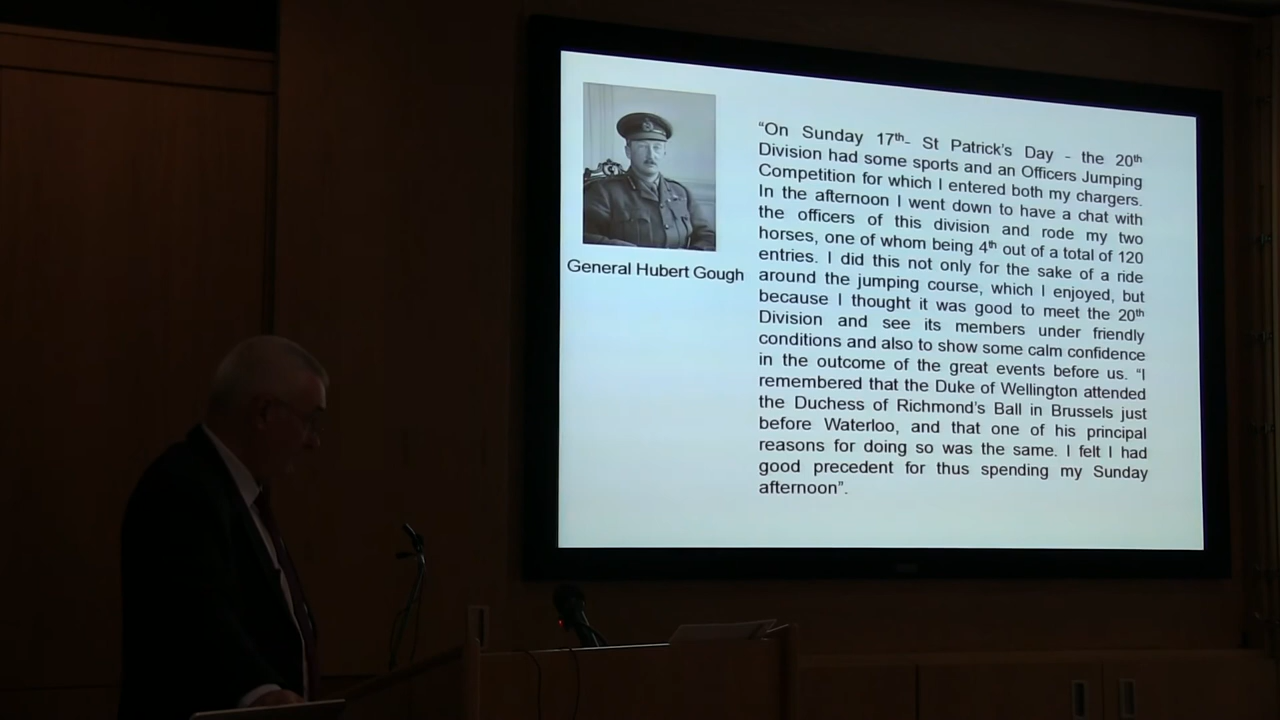 General Hubert Gough
“On Sunday 17th- St Patrick’s Day - the 20th
Division had some sports and an Officers Jumping
Competition for which I entered both my chargers.
In the afternoon I went down to have a chat with
the officers of this division and rode my two
horses, one of whom being 4th out of a total of 120
entries. I did this not only for the sake of a ride
around the jumping course, which I enjoyed, but
because I thought it was good to meet the 20th
Division and see its members under friendly
conditions and also to show some calm confidence
in the outcome of the great events before us. “I
remembered that the Duke of Wellington attended
the Duchess of Richmond’s Ball in Brussels just
before Waterloo, and that one of his principal
reasons for doing so was the same. I felt I had
good precedent for thus spending my Sunday
afternoon”.